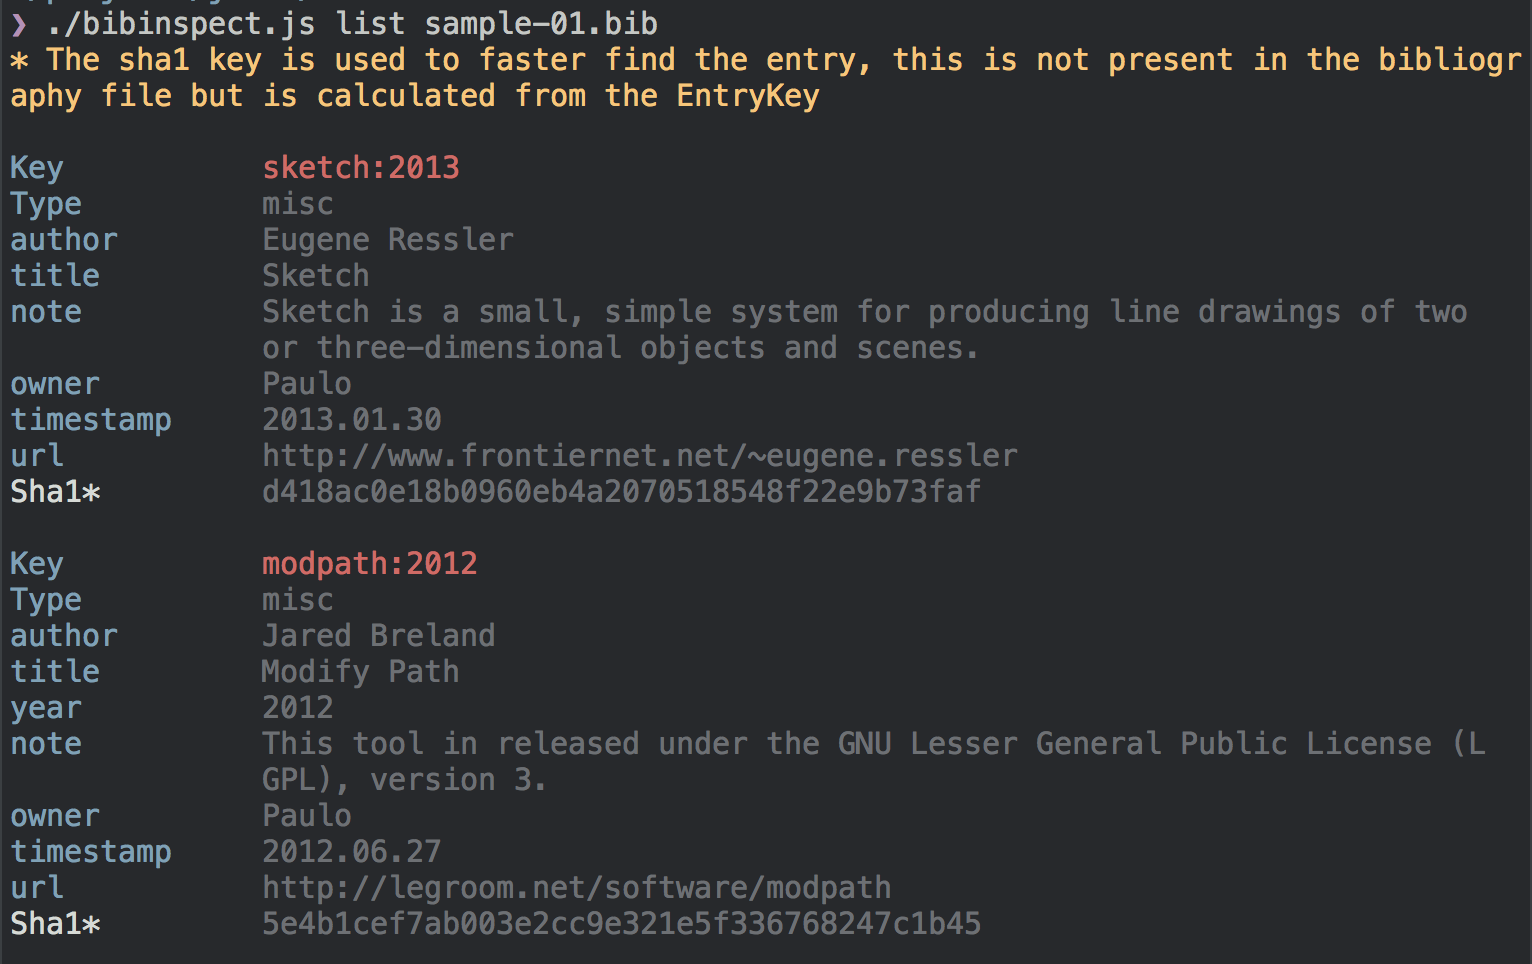 ❯ ./bibinspect.js list sample-01.bib
* The sha1 key is used to faster find the entry, this is not present in the bibliogr
aphy file but is calculated from the EntryKey
Key sketch:2013
Type misc
author Eugene Ressler
title Sketch
note Sketch is a small, simple system for producing line drawings of two
or three-dimensional objects and scenes.
owner Paulo
timestamp 2013.01.30
url http://www.frontiernet.net/~eugene.ressler
Sha1* d418ac0e18b0960eb4a2070518548f22e9b73faf
Key modpath:2012
Type misc
author Jared Breland
title Modify Path
year 2012
note This tool in released under the GNU Lesser General Public License (L
GPL), version 3.
owner Paulo
timestamp 2012.06.27
url http://legroom.net/software/modpath
Sha1* 5e4b1cef7ab003e2cc9e321e5f336768247c1b45